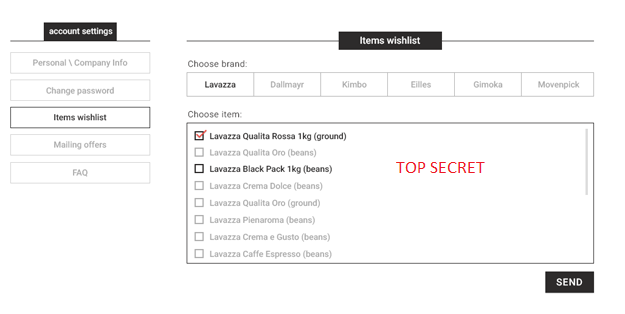 account settings
Personal \ Company Info
Change password
Items wishlist
Mailing offers
FAQ
Items wishlist
Choose brand:
Lavazza Dallmayr Kimbo Eilles Gimoka Movenpick
Choose item:
Lavazza Qualita Rossa 1kg (ground)
Lavazza Qualita Oro (beans)
Lavazza Black Pack 1kg (beans)
TOP SECRET
Lavazza Crema Dolce (beans)
Lavazza Qualita Oro (ground)
Lavazza Pienaroma (beans)
Lavazza Crema e Gusto (beans)
Lavazza Caffe Espresso (beans)
SEND